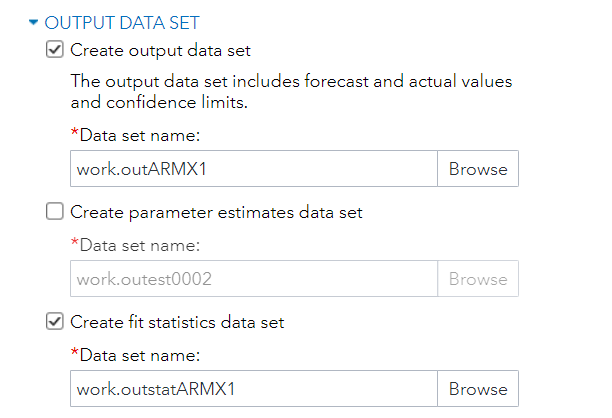 OUTPUT DATA SET
Create output data set
The output data set includes forecast and actual values
and confidence limits.
*Data set name:
work.outARMX1 Browse
Create parameter estimates data set
*Data set name:
work.outest0002 Browse
Create fit statistics data set
*Data set name:
work.outstatARMX1 Browse